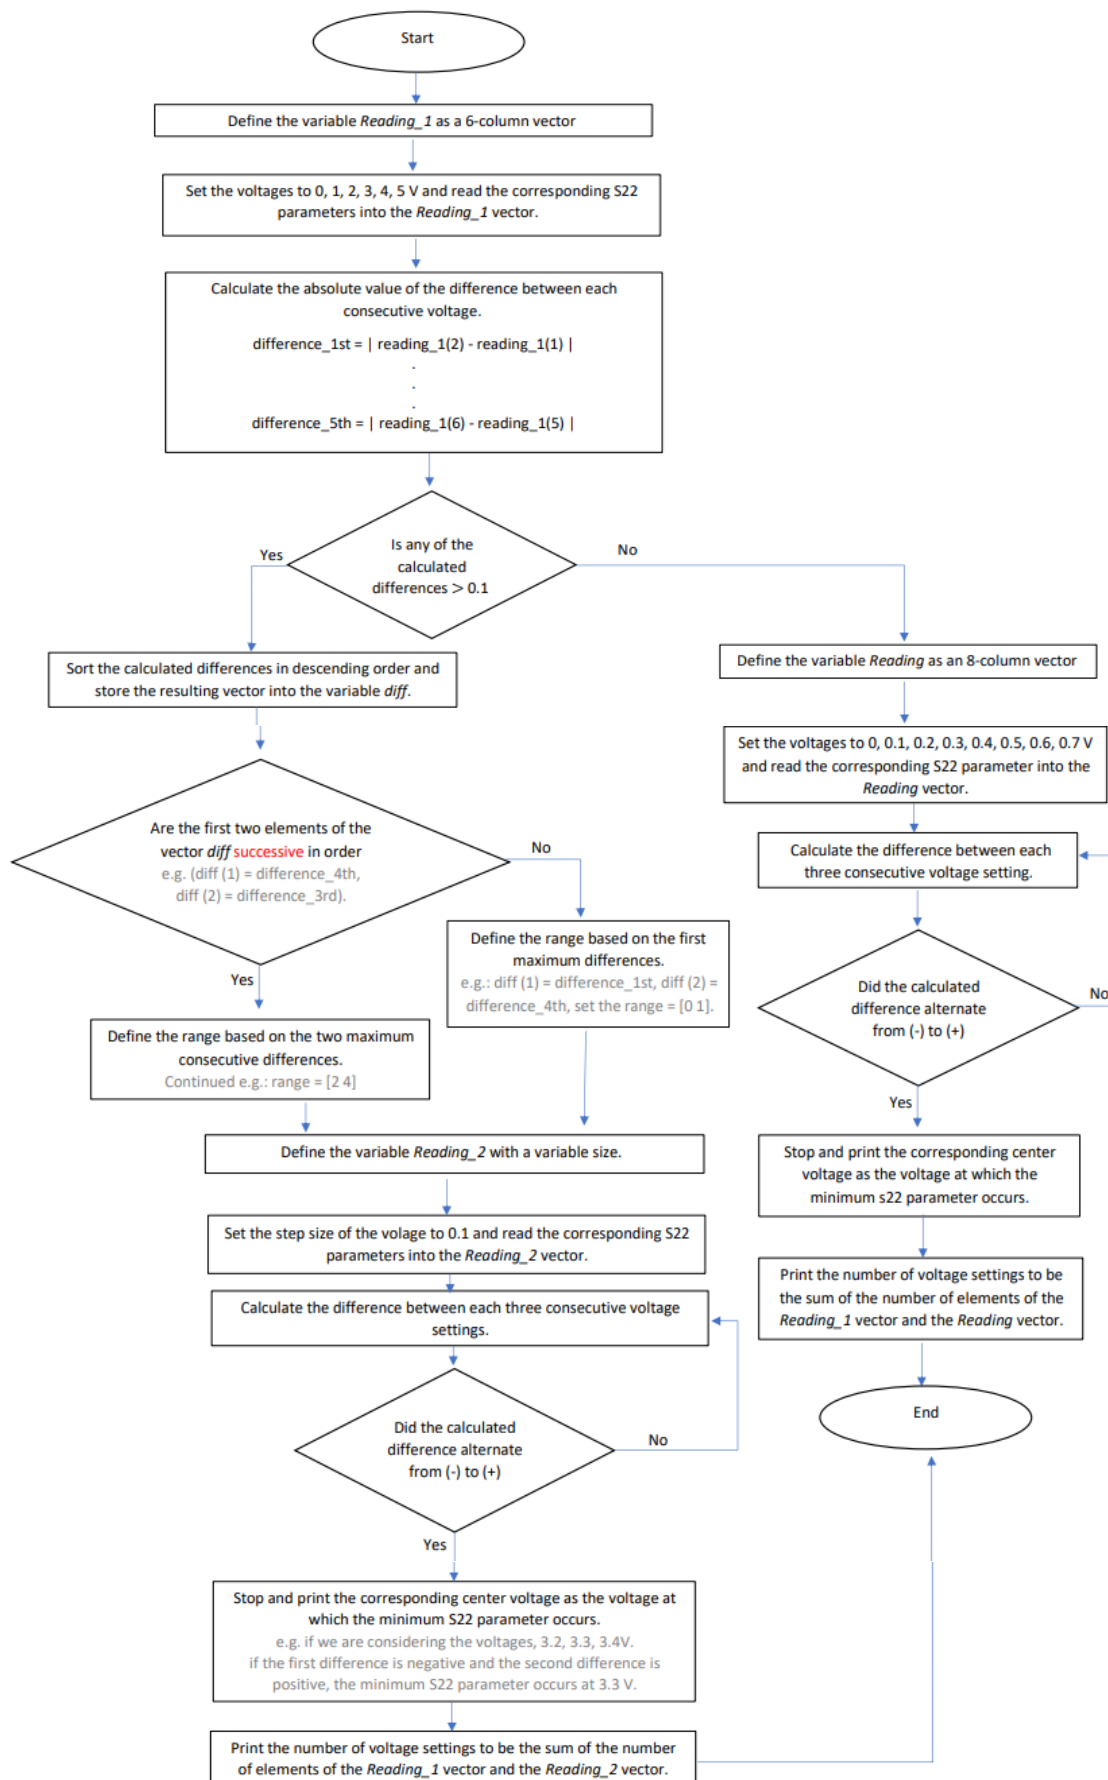 Start
Define the variable Reading_1 as a 6-column vector
Set the voltages to 0, 1, 2, 3, 4, 5 V and read the corresponding S22
parameters into the Reading_1 vector.
Calculate the absolute value of the difference between each
consecutive voltage.
difference_1st = | reading_1(2) - reading_1(1) |
.
.
.
difference_5th = | reading_1(6) - reading_1(5) |
Is any of the
calculated
differences > 0.1
Yes
No
Sort the calculated differences in descending order and
store the resulting vector into the variable diff.
Are the first two elements of the
vector diff successive in order
e.g. (diff (1) = difference_4th,
diff (2) = difference_3rd).
No
Yes
Define the range based on the first
maximum differences.
e.g.: diff (1) = difference_1st, diff (2) =
difference_4th, set the range = [0 1].
Define the range based on the two maximum
consecutive differences.
Continued e.g.: range = [2 4]
Define the variable Reading_2 with a variable size.
Set the step size of the volage to 0.1 and read the corresponding S22
parameters into the Reading_2 vector.
Calculate the difference between each three consecutive voltage
settings.
Did the calculated
difference alternate
from (-) to (+)
No
Yes
Stop and print the corresponding center voltage as the voltage at
which the minimum S22 parameter occurs.
e.g. if we are considering the voltages, 3.2, 3.3, 3.4V.
if the first difference is negative and the second difference is
positive, the minimum S22 parameter occurs at 3.3 V.
Print the number of voltage settings to be the sum of the number
of elements of the Reading_1 vector and the Reading_2 vector.
Define the variable Reading as an 8-column vector
Set the voltages to 0, 0.1, 0.2, 0.3, 0.4, 0.5, 0.6, 0.7 V
and read the corresponding S22 parameter into the
Reading vector.
Calculate the difference between each
three consecutive voltage setting.
Did the calculated
difference alternate
from (-) to (+)
No
Yes
Stop and print the corresponding center
voltage as the voltage at which the
minimum s22 parameter occurs.
Print the number of voltage settings to be
the sum of the number of elements of the
Reading_1 vector and the Reading vector.
End